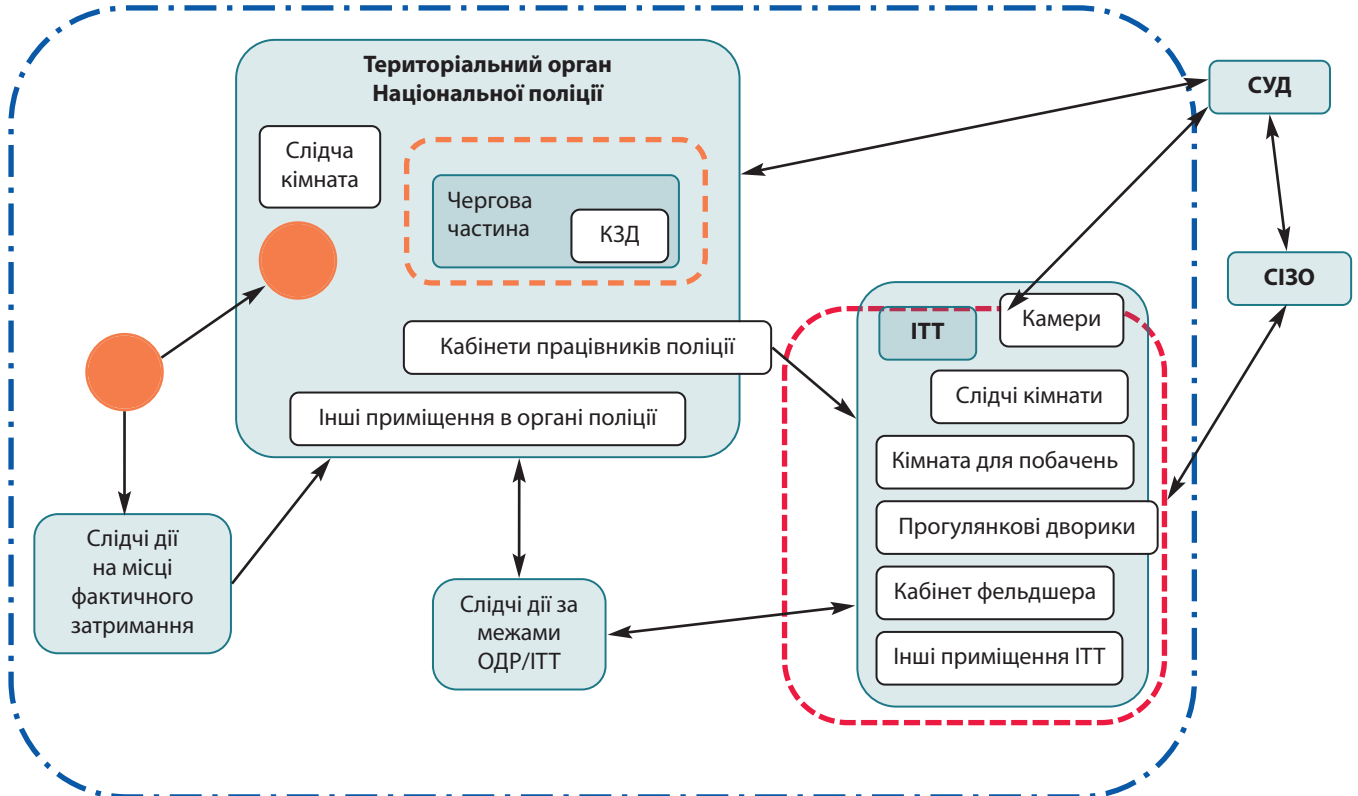 Територіальний орган
Національної поліції
Слідча
кімната
Чергова
частина
КЗД
Кабінети працівників поліції
Інші приміщення в органі поліції
Слідчі дії
на місці
фактичного
затримання
Слідчі дії за
межами
ОДР/ІТТ
СУД
СІЗО
ІТТ
Камери
Слідчі кімнати
Кімната для побачень
Прогулянкові дворики
Кабінет фельдшера
Інші приміщення ІТТ